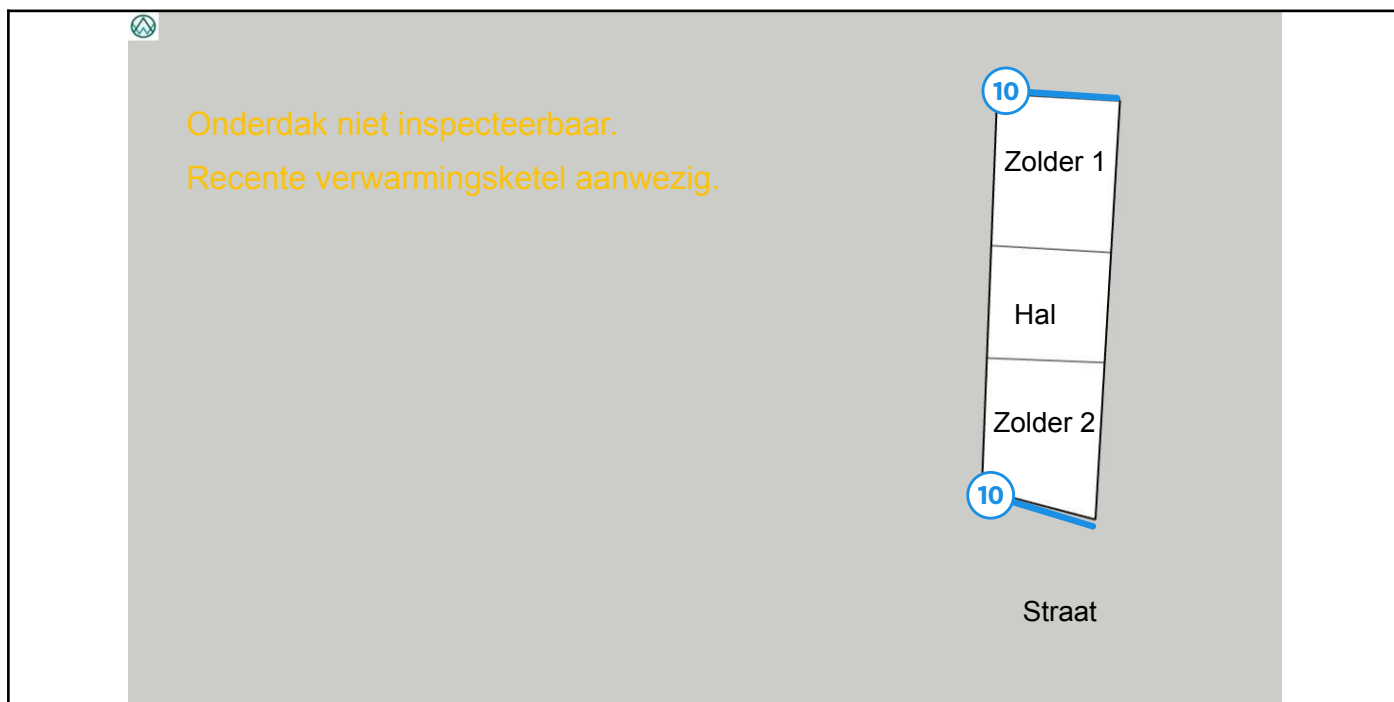 Onderdak niet inspecteerbaar.
Recente verwarmingsketel aanwezig.
10
Zolder 1
Hal
Zolder 2
10
Straat